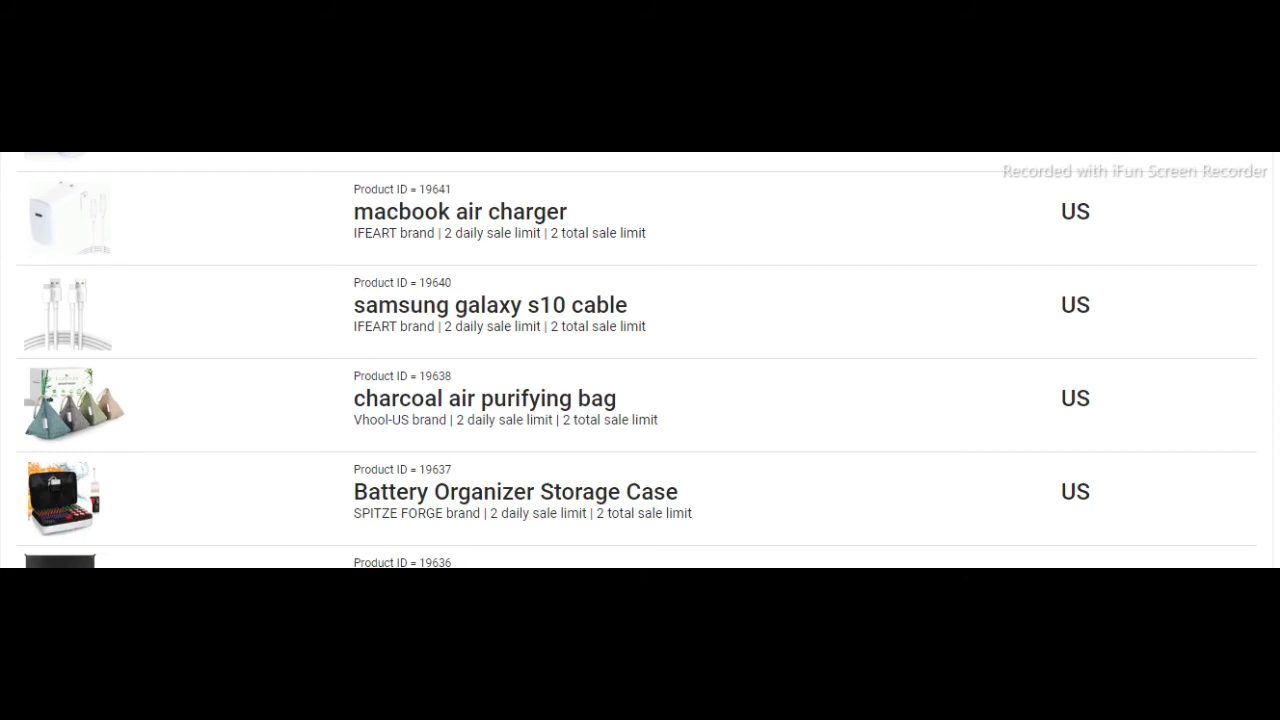 Recorded with iFun Screen Recorder
Product ID = 19641
macbook air charger
US
IFEART brand | 2 daily sale limit | 2 total sale limit
Product ID = 19640
samsung galaxy s10 cable
US
IFEART brand | 2 daily sale limit | 2 total sale limit
Product ID = 19638
charcoal air purifying bag
US
Vhool-US brand | 2 daily sale limit | 2 total sale limit
Product ID = 19637
Battery Organizer Storage Case
US
SPITZE FORGE brand | 2 daily sale limit | 2 total sale limit
Product ID = 19636